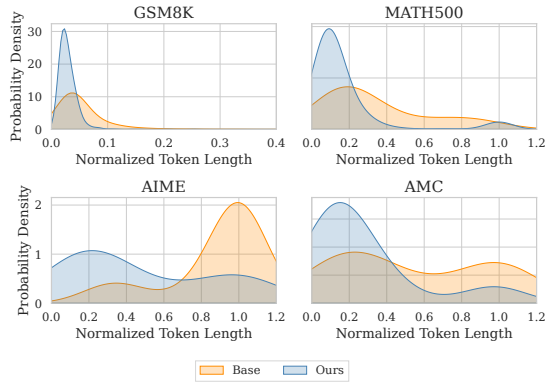 GSM8K
MATH500
Probability Density
30
20
10
0
0.0 0.1 0.2 0.3 0.4
0.0 0.2 0.4 0.6 0.8 1.0 1.2
Normalized Token Length
Normalized Token Length
AIME
AMC
Probability Density
2
1
0
0.0 0.2 0.4 0.6 0.8 1.0 1.2
0.0 0.2 0.4 0.6 0.8 1.0 1.2
Normalized Token Length
Normalized Token Length
Base
Ours